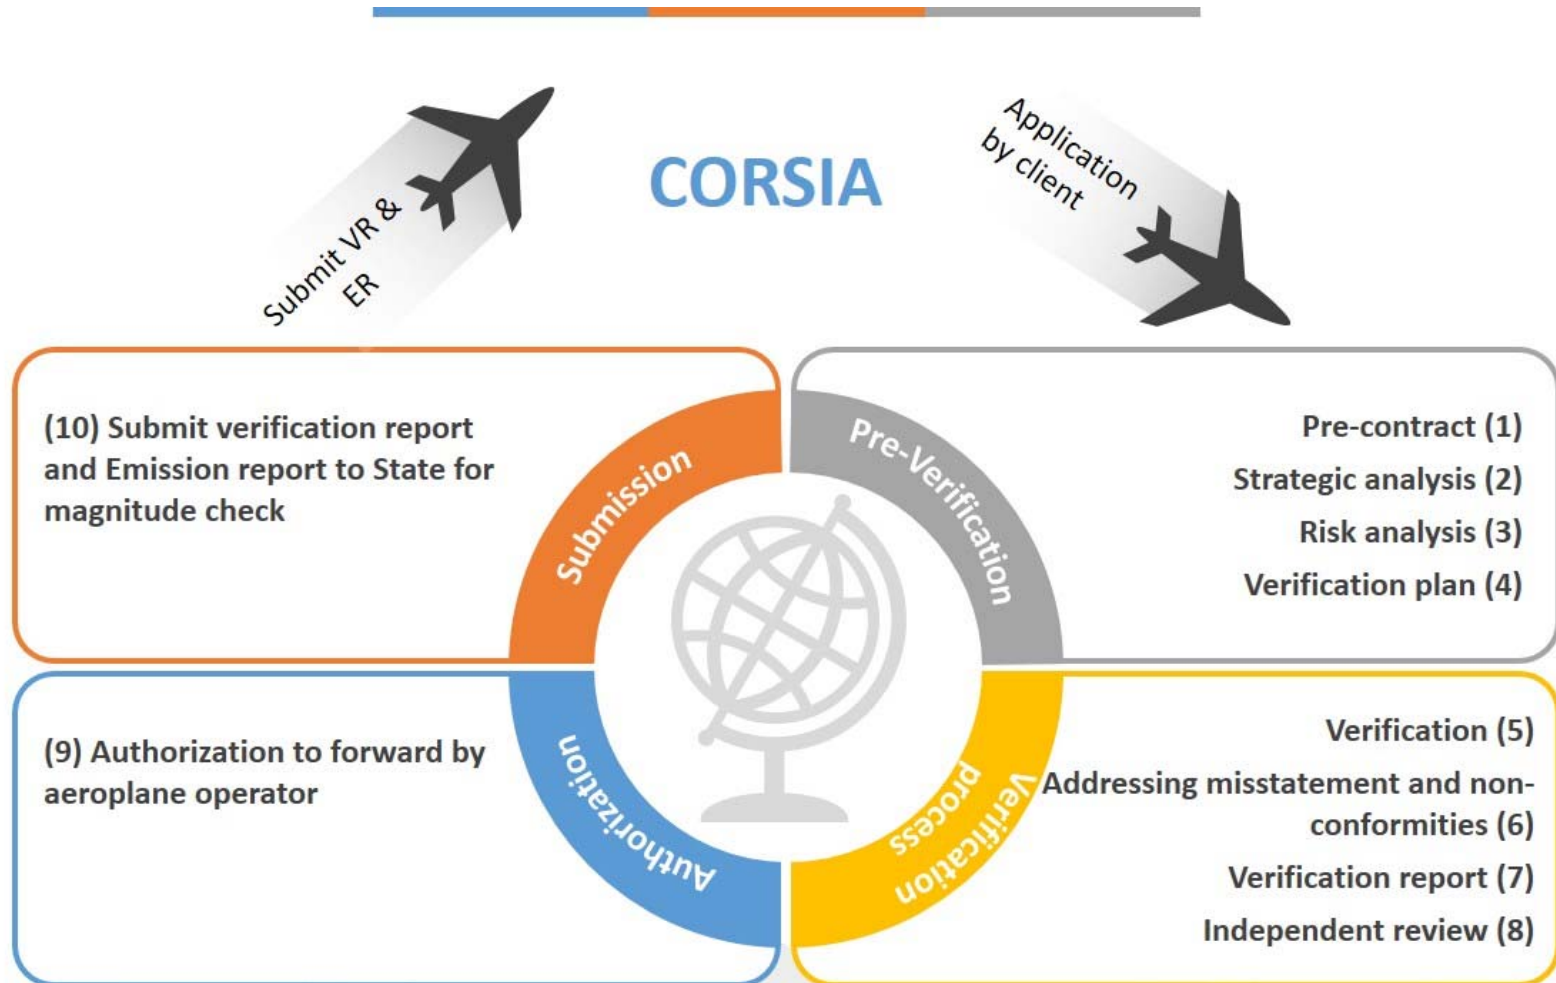 CORSIA
Submit VR &
ER
Application
by client
(10) Submit verification report
and Emission report to State for
magnitude check
Submission
Pre-Verification
Pre-contract (1)
Strategic analysis (2)
Risk analysis (3)
Verification plan (4)
(9) Authorization to forward by
aeroplane operator
Authorization
Verification
process
Verification (5)
Addressing misstatement and non-
conformities (6)
Verification report (7)
Independent review (8)